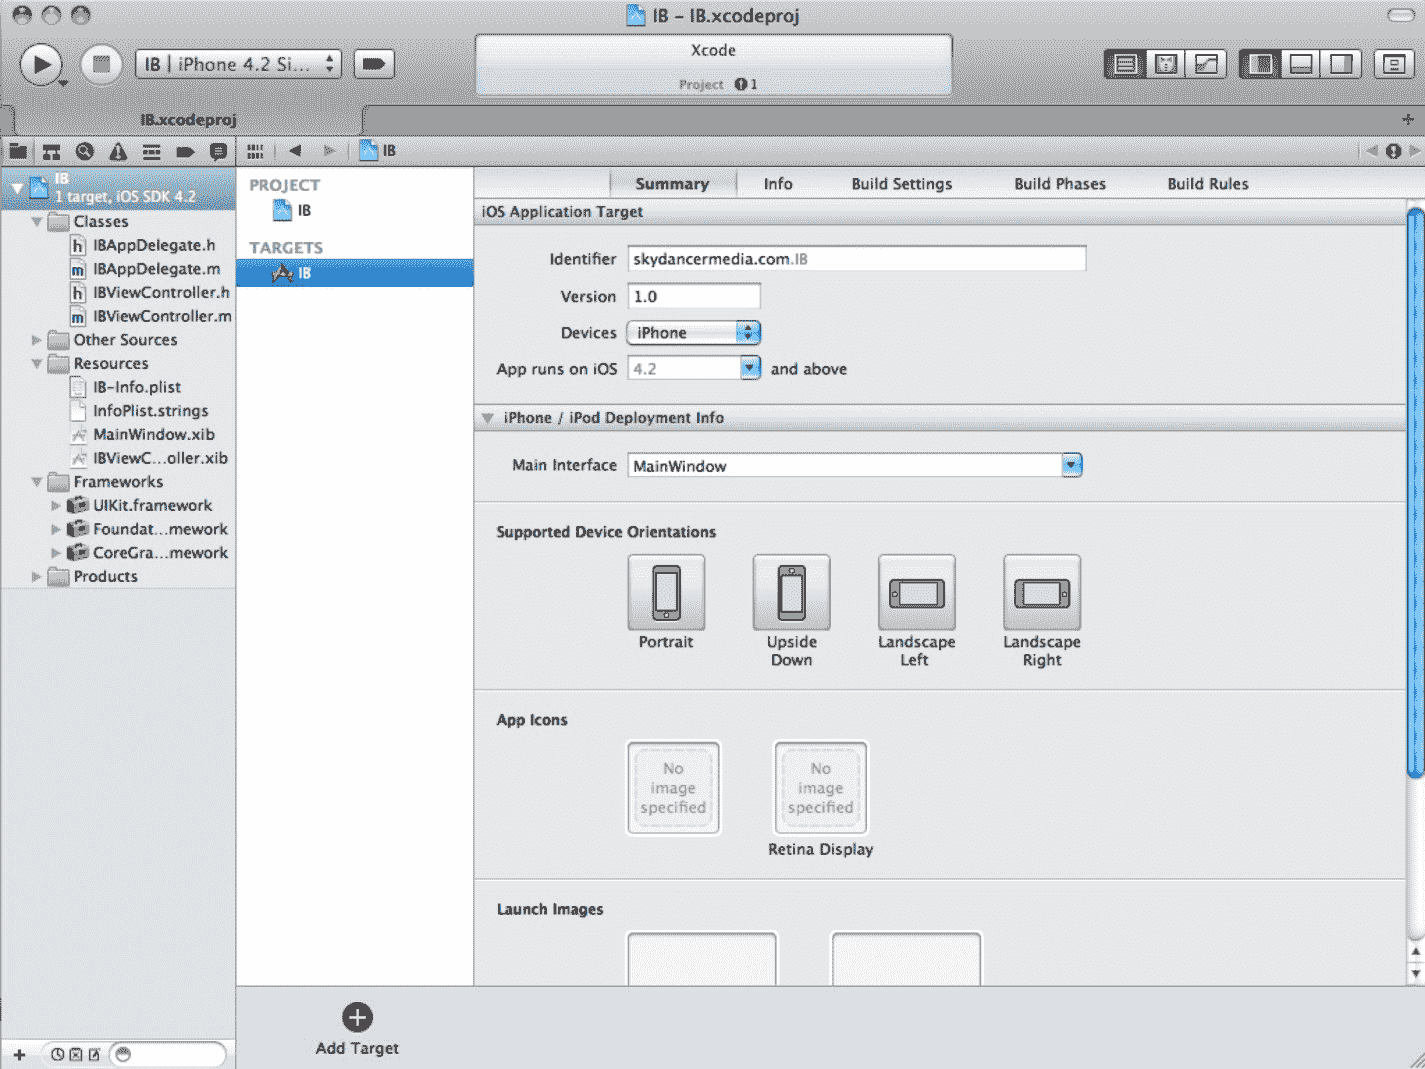 IB – IB.xcodeproj
IB | iPhone 4.2 Si...
Xcode
Project 1
IB.xcodeproj
IB
IB
1 target, iOS SDK 4.2
Classes
IBAppDelegate.h
IBAppDelegate.m
IBViewController.h
IBViewController.m
Other Sources
Resources
IB-Info.plist
InfoPlist.strings
MainWindow.xib
IBViewC...oller.xib
Frameworks
UIKit.framework
Foundat...mework
CoreGra...mework
Products
PROJECT
IB
TARGETS
IB
Summary Info Build Settings Build Phases Build Rules
iOS Application Target
Identifier skydancermedia.com.IB
Version 1.0
Devices iPhone
App runs on iOS 4.2 and above
iPhone / iPod Deployment Info
Main Interface MainWindow
Supported Device Orientations
Portrait
Upside
Down
Landscape
Left
Landscape
Right
App Icons
No
image
specified
No
image
specified
Retina Display
Launch Images
Add Target